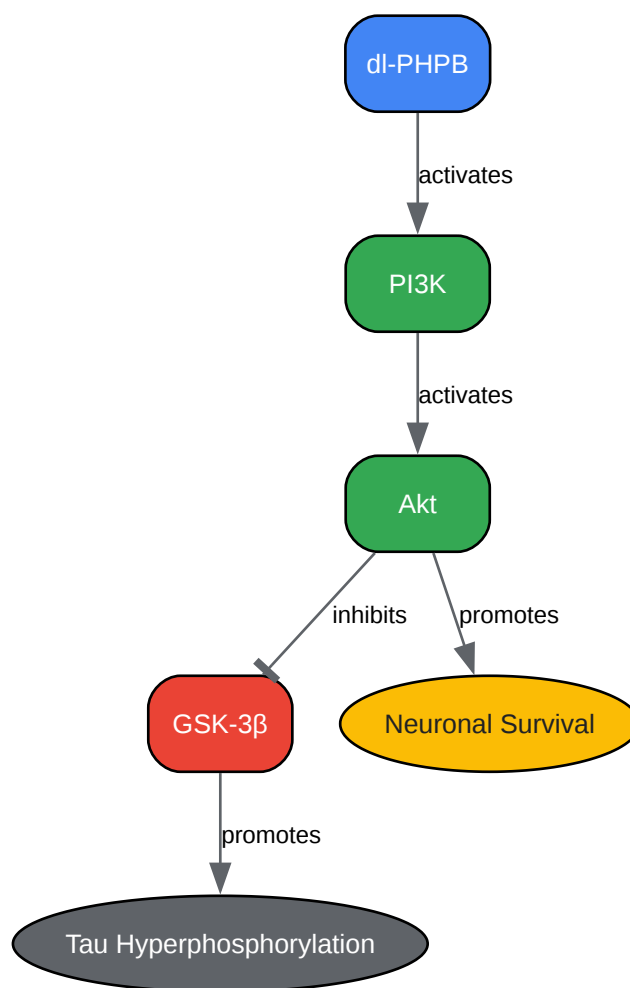 dl-PHPB
activates
PI3K
activates
Akt
inhibits
promotes
GSK-3β
Neuronal Survival
promotes
Tau Hyperphosphorylation